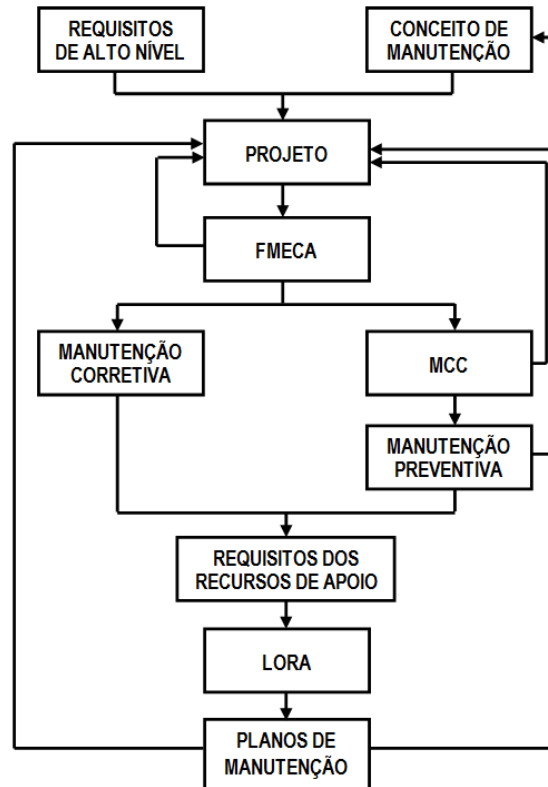 REQUISITOS
DE ALTO NÍVEL
CONCEITO DE
MANUTENÇÃO
PROJETO
FMECA
MANUTENÇÃO
CORRETIVA
MCC
MANUTENÇÃO
PREVENTIVA
REQUISITOS DOS
RECURSOS DE APOIO
LORA
PLANOS DE
MANUTENÇÃO